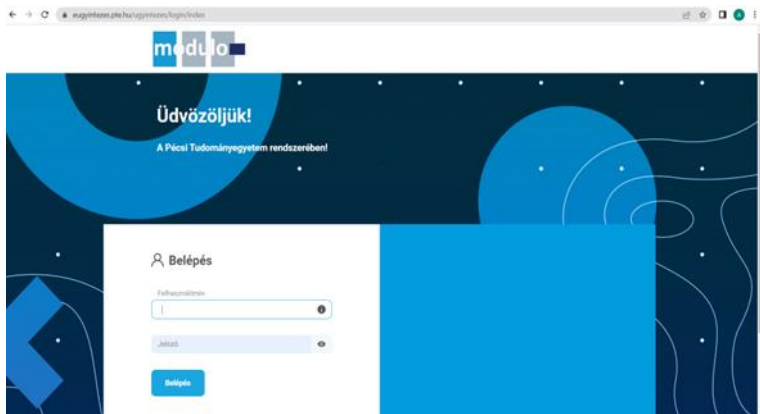 eugyintezes.pte.hu/ugyintezes/login/index
modulo
Üdvözöljük!
A Pécsi Tudományegyetem rendszerében!
Belépés
Felhasználónév
Jelszó
Belépés